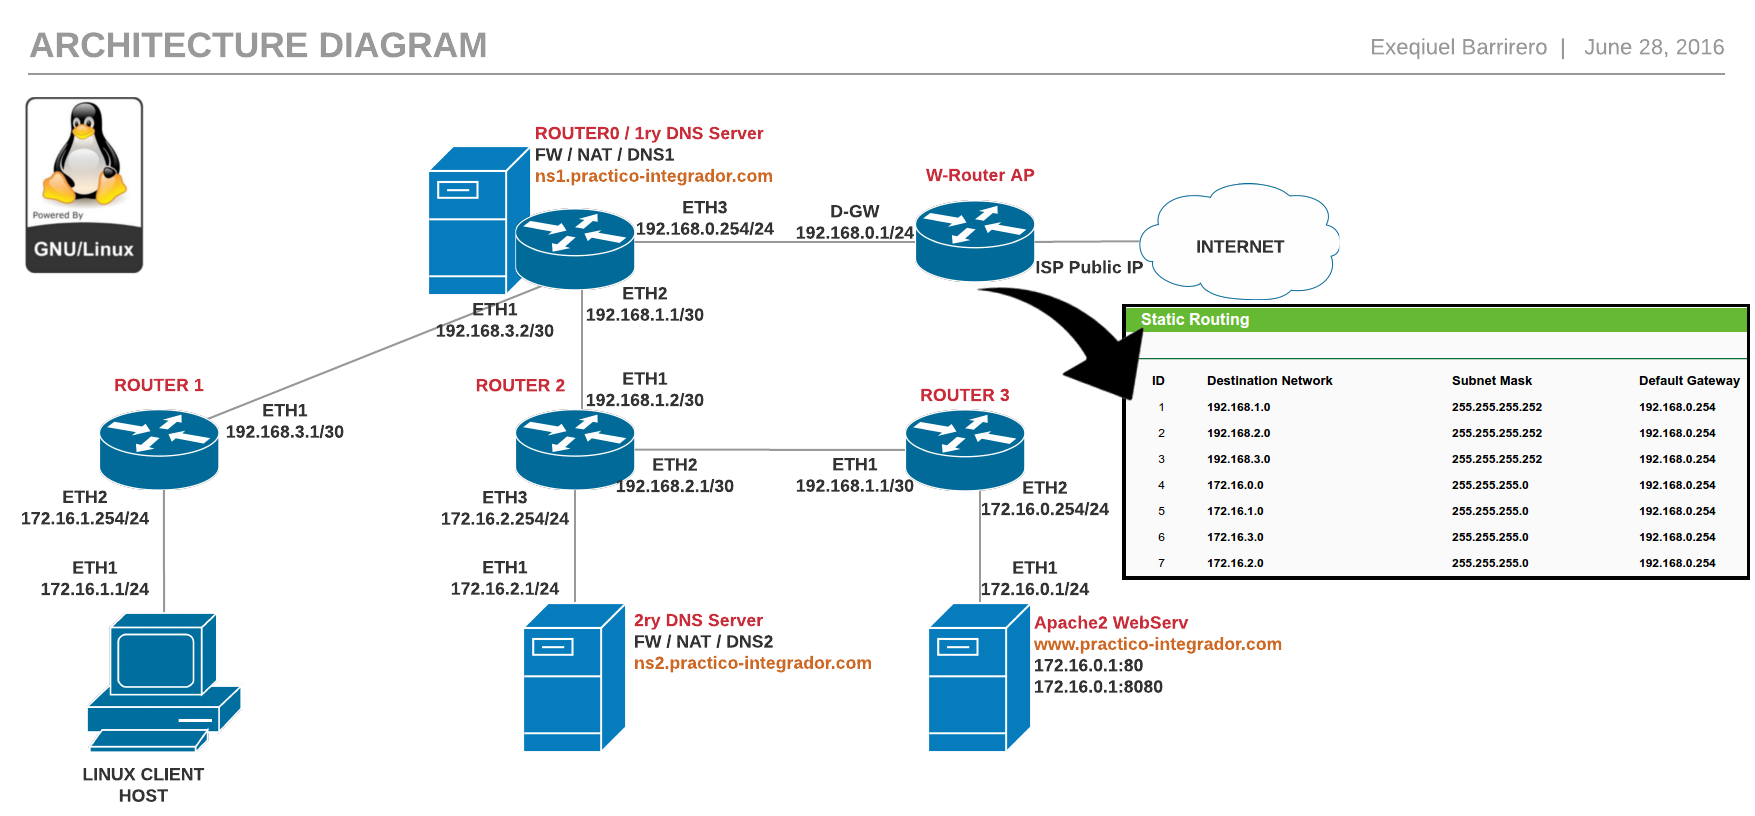 ARCHITECTURE DIAGRAM
Exeqiuel Barrirero | June 28, 2016
Powered By
GNU/Linux
ROUTER0 / 1ry DNS Server
FW / NAT / DNS1
ns1.practico-integrador.com
ETH3
192.168.0.254/24
D-GW
192.168.0.1/24
W-Router AP
ISP Public IP
INTERNET
ETH1
192.168.3.2/30
ETH2
192.168.1.1/30
ROUTER 1
ETH1
192.168.3.1/30
ETH2
172.16.1.254/24
ETH1
172.16.1.1/24
LINUX CLIENT
HOST
ROUTER 2
ETH1
192.168.1.2/30
ETH2
192.168.2.1/30
ETH3
172.16.2.254/24
ETH1
172.16.2.1/24
2ry DNS Server
FW / NAT / DNS2
ns2.practico-integrador.com
ROUTER 3
ETH1
192.168.1.1/30
ETH2
172.16.0.254/24
ETH1
172.16.0.1/24
Apache2 WebServ
www.practico-integrador.com
172.16.0.1:80
172.16.0.1:8080
Static Routing
ID Destination Network Subnet Mask Default Gateway
1 192.168.1.0 255.255.255.252 192.168.0.254
2 192.168.2.0 255.255.255.252 192.168.0.254
3 192.168.3.0 255.255.255.252 192.168.0.254
4 172.16.0.0 255.255.255.0 192.168.0.254
5 172.16.1.0 255.255.255.0 192.168.0.254
6 172.16.3.0 255.255.255.0 192.168.0.254
7 172.16.2.0 255.255.255.0 192.168.0.254